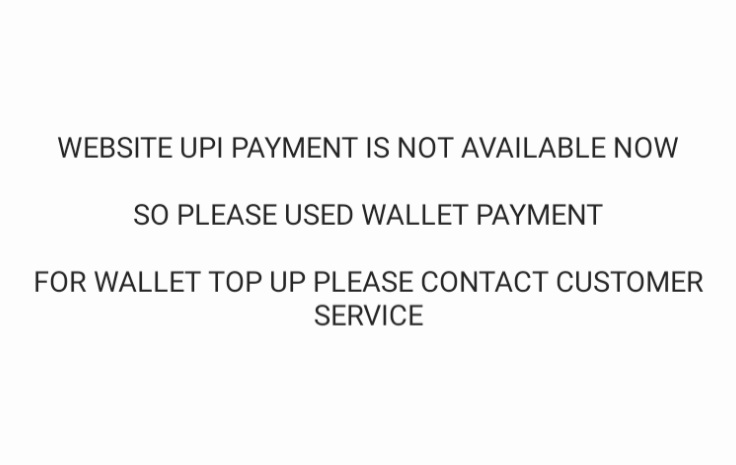 WEBSITE UPI PAYMENT IS NOT AVAILABLE NOW
SO PLEASE USED WALLET PAYMENT
FOR WALLET TOP UP PLEASE CONTACT CUSTOMER
SERVICE